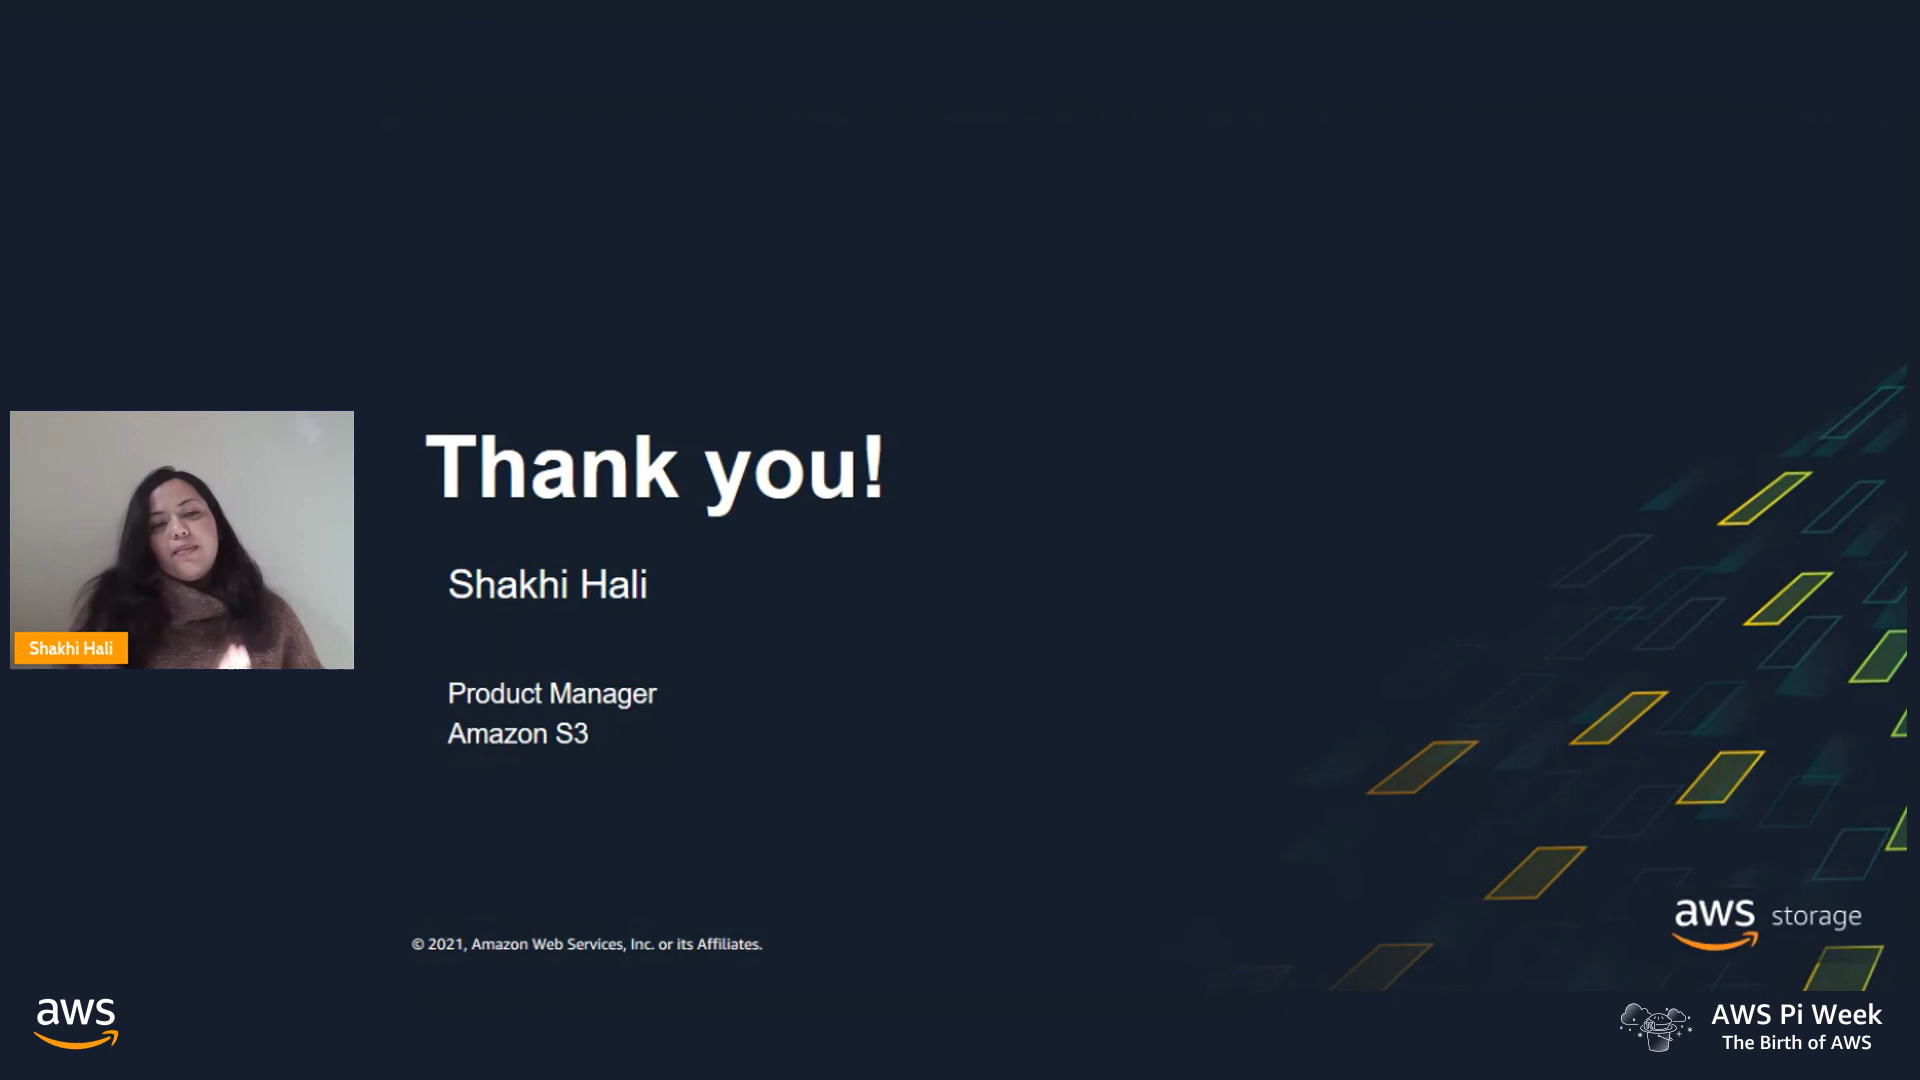 Thank you!
Shakhi Hali
Shakhi Hali
Product Manager
Amazon S3
aws storage
© 2021, Amazon Web Services, Inc. or its Affiliates.
aws
AWS Pi Week
The Birth of AWS